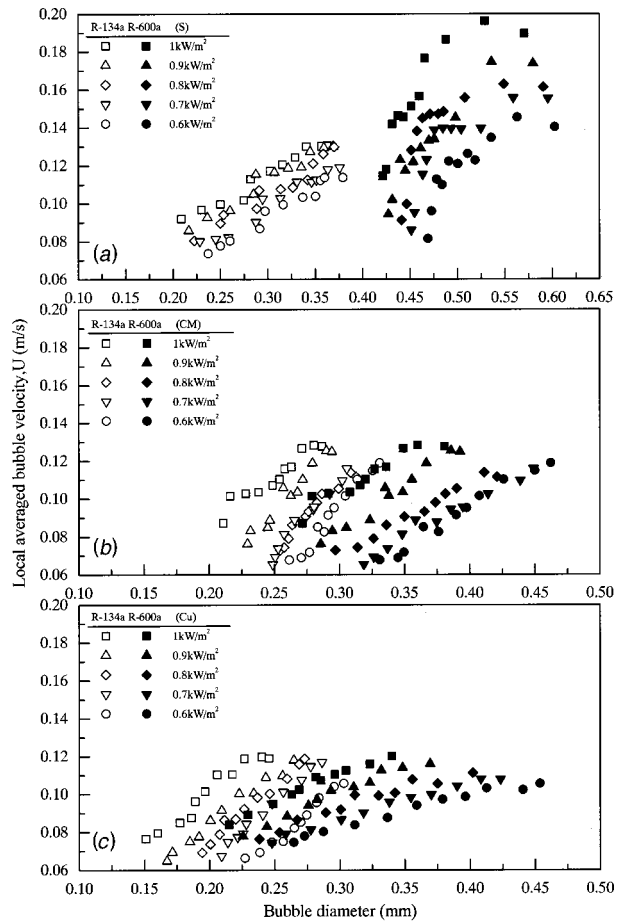 0.20
0.18
0.16
0.14
0.12
0.10
0.08
0.06
R-134a R-600a (S)
1kW/m²
0.9kW/m²
0.8kW/m²
0.7kW/m²
0.6kW/m²
(a)
0.10 0.15 0.20 0.25 0.30 0.35 0.40 0.45 0.50 0.55 0.60 0.65
0.20
0.18
0.16
0.14
0.12
0.10
0.08
0.06
R-134a R-600a (CM)
1kW/m²
0.9kW/m²
0.8kW/m²
0.7kW/m²
0.6kW/m²
(b)
0.10 0.15 0.20 0.25 0.30 0.35 0.40 0.45 0.50
Local averaged bubble velocity,U (m/s)
0.20
0.18
0.16
0.14
0.12
0.10
0.08
0.06
R-134a R-600a (Cu)
1kW/m²
0.9kW/m²
0.8kW/m²
0.7kW/m²
0.6kW/m²
(c)
0.10 0.15 0.20 0.25 0.30 0.35 0.40 0.45 0.50
Bubble diameter (mm)